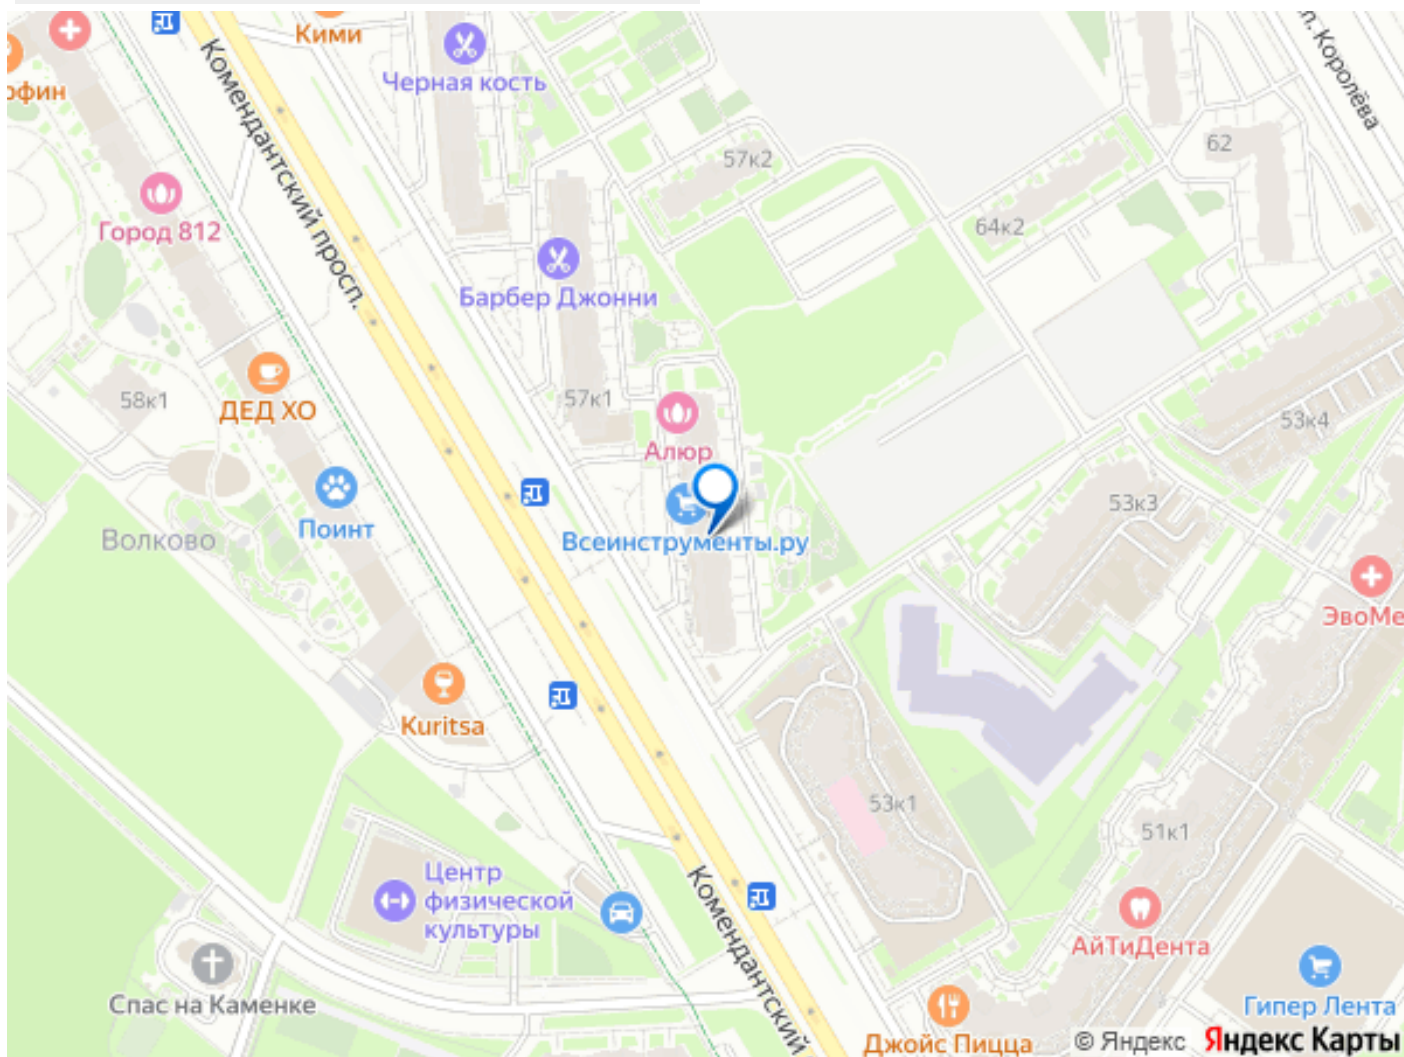 Кими
офин
Черная кость
Комендантский просп.
Королёва
57к2
62
64к2
Город 812
Барбер Джонни
58к1
ДЕД ХО
57к1
Алюр
53к4
53к3
Поинт
Волково
Всеинструменты.ру
ЭвоМе
Kuritsa
53к1
51к1
Центр
физической
культуры
Комендантский
АйТиДента
Спас на Каменке
Гипер Лента
Джойс Пицца
© Яндекс Яндекс Карты